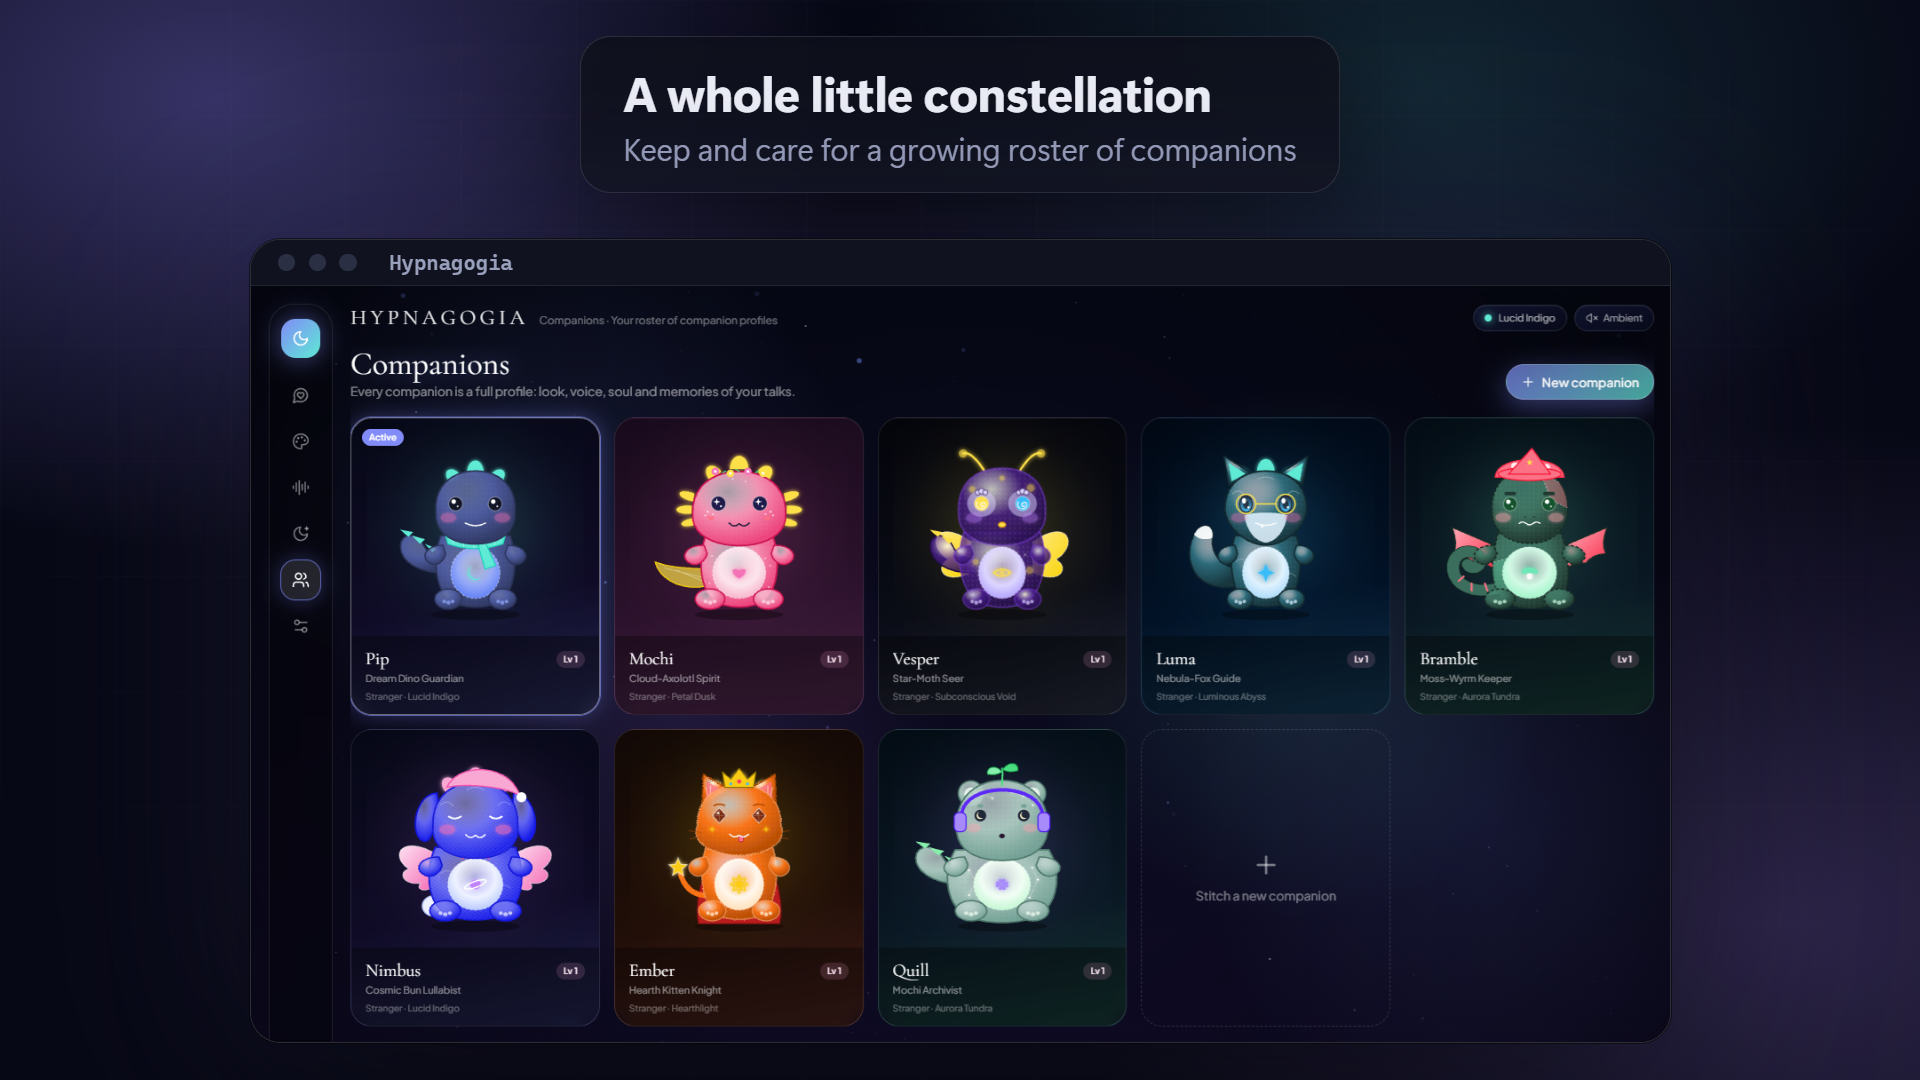 A whole little constellation
Keep and care for a growing roster of companions
Hypnagogia
HYPNAGOGIA
Companions · Your roster of companion profiles
Lucid Indigo
Ambient
Companions
Every companion is a full profile: look, voice, soul and memories of your talks.
+ New companion
Active
Pip
Lv 1
Dream Dino Guardian
Stranger · Lucid Indigo
Mochi
Lv 1
Cloud-Axolotl Spirit
Stranger · Petal Dusk
Vesper
Lv 1
Star-Moth Seer
Stranger · Subconscious Void
Luma
Lv 1
Nebula-Fox Guide
Stranger · Luminous Abyss
Bramble
Lv 1
Moss-Wyrm Keeper
Stranger · Aurora Tundra
Nimbus
Lv 1
Cosmic Bun Lullabist
Stranger · Lucid Indigo
Ember
Lv 1
Hearth Kitten Knight
Stranger · Hearthlight
Quill
Lv 1
Mochi Archivist
Stranger · Aurora Tundra
+
Stitch a new companion